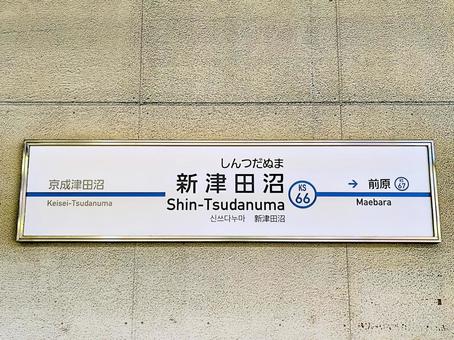 しんつだぬま
新津田沼
Shin-Tsudanuma
신쓰다누마 新津田沼
KS
66
京成津田沼
Keisei-Tsudanuma
→ 前原
KS
67
Maebara